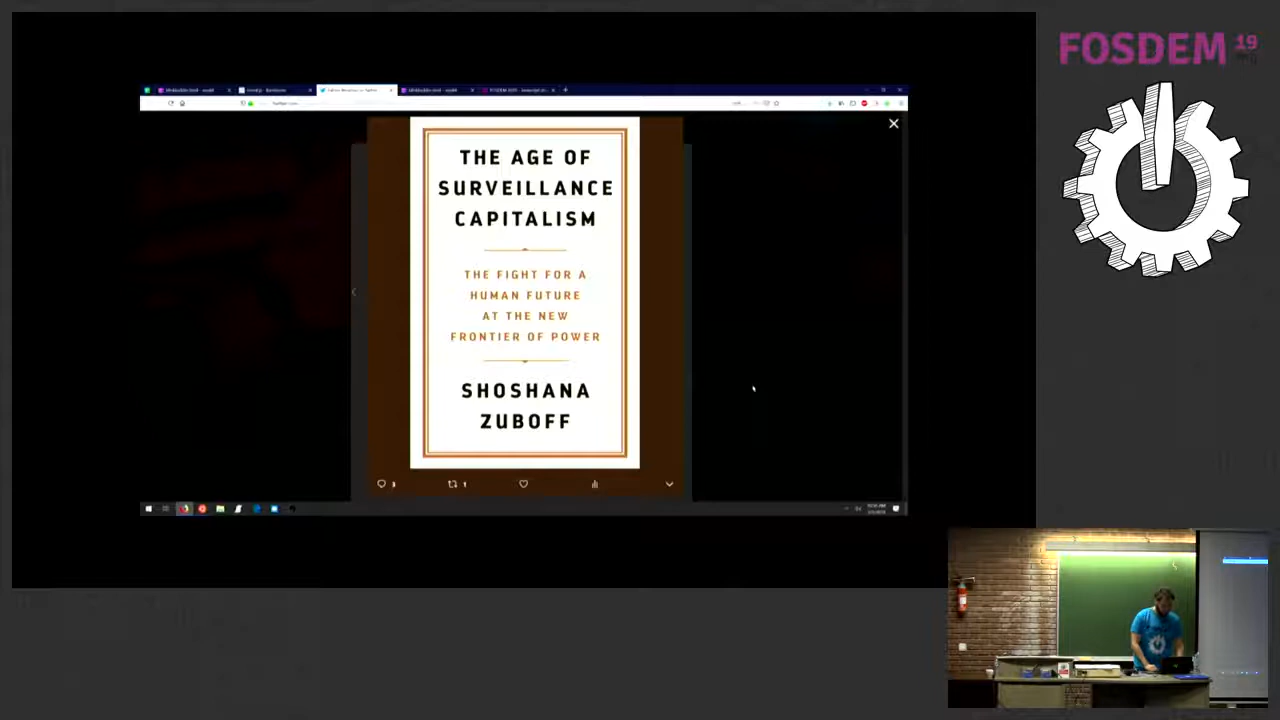 FOSDEM 19
THE AGE OF
SURVEILLANCE
CAPITALISM
THE FIGHT FOR A
HUMAN FUTURE
AT THE NEW
FRONTIER OF POWER
SHOSHANA
ZUBOFF